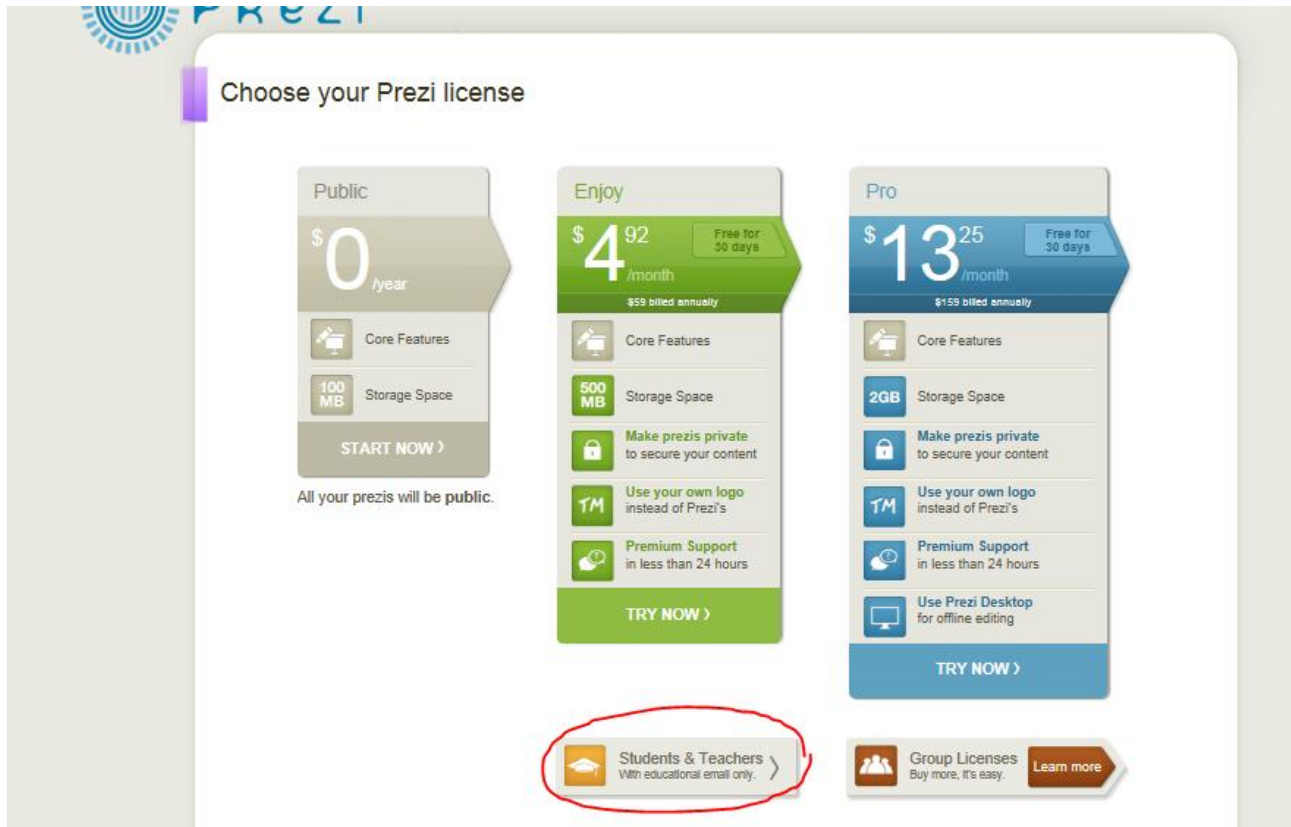 PREZI
Choose your Prezi license
Public
$0/year
Core Features
100 MB
Storage Space
START NOW
All your prezis will be public.
Enjoy
$4 92/month
Free for
30 days
$59 billed annually
Core Features
500 MB
Storage Space
Make prezis private
to secure your content
TM
Use your own logo
instead of Prezi's
Premium Support
in less than 24 hours
TRY NOW
Students & Teachers
With educational email only.
Pro
$13 25/month
Free for
30 days
$159 billed annually
Core Features
2GB
Storage Space
Make prezis private
to secure your content
TM
Use your own logo
instead of Prezi's
Premium Support
in less than 24 hours
Use Prezi Desktop
for offline editing
TRY NOW
Group Licenses
Buy more, it's easy.
Learn more